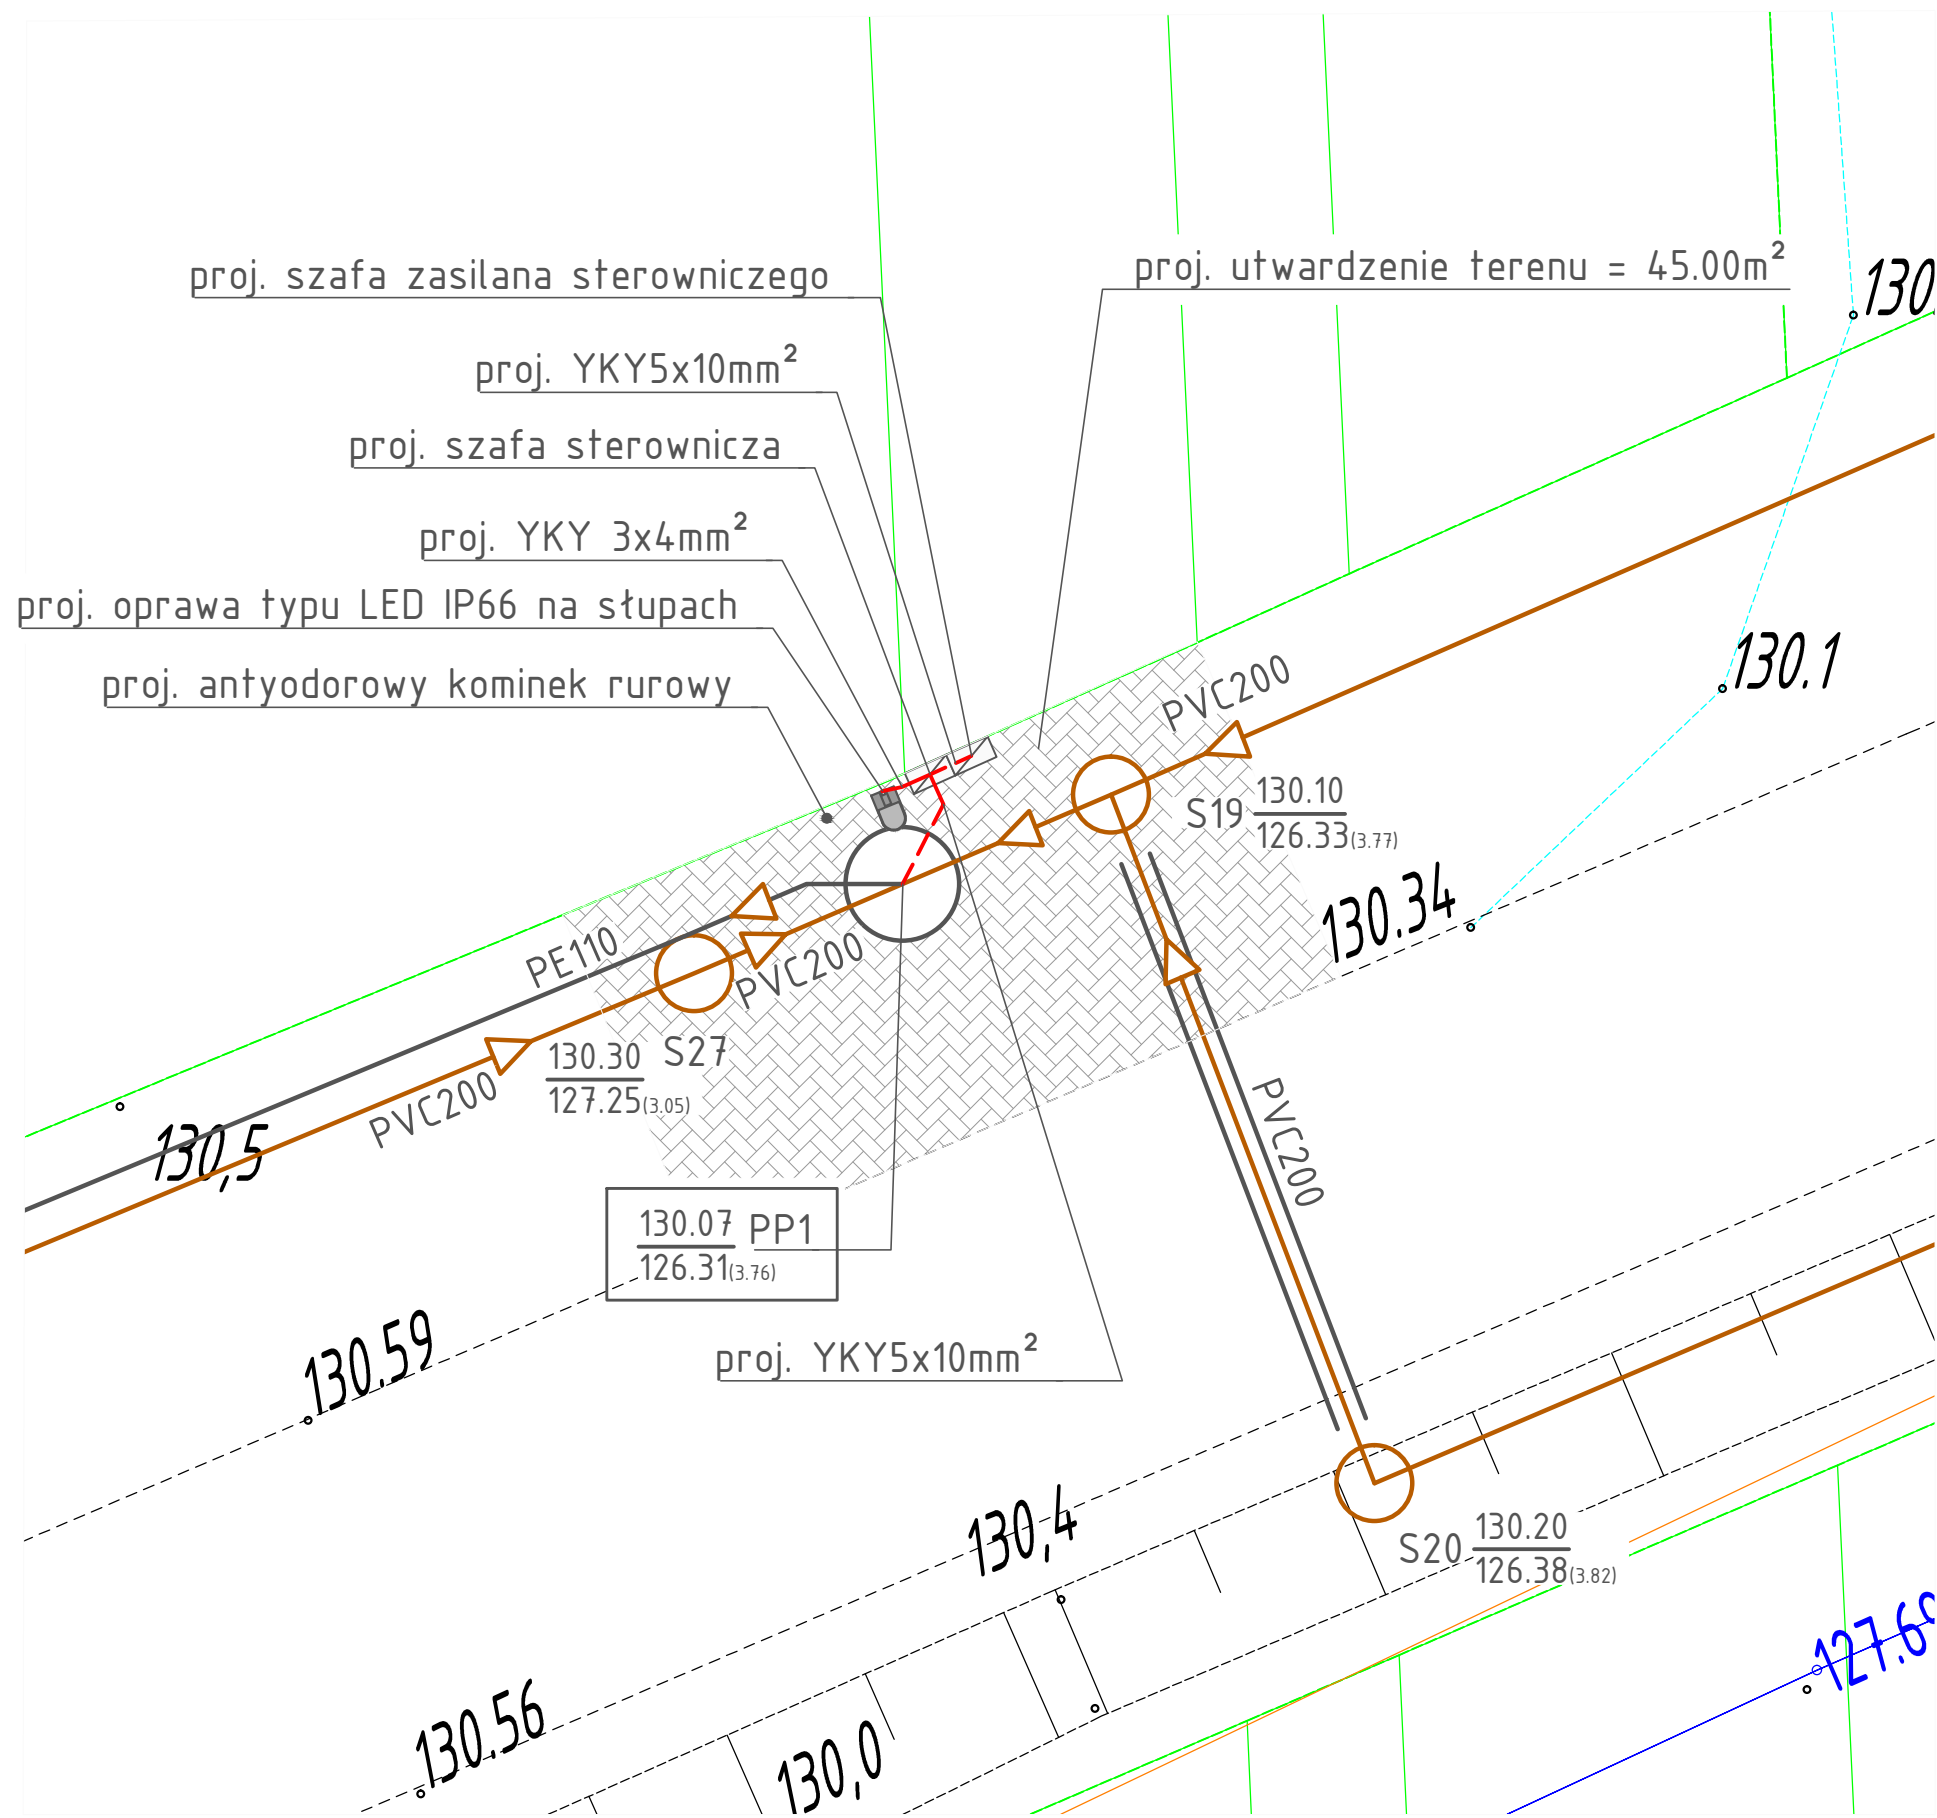 proj. szafa zasilana sterowniczego
proj. utwardzenie terenu = 45.00m²
130.
proj. YKY5x10mm²
proj. szafa sterownicza
proj. YKY 3x4mm²
proj. oprawa typu LED IP66 na słupach
proj. antyodorowy kominek rurowy
130.1
PVC200
S19 130.10
126.33(3.77)
130.34
PE110
PVC200
130.30 S27
127.25(3.05)
PVC200
130,5
PVC200
130.07 PP1
126.31(3.76)
130.59
proj. YKY5x10mm²
130,4
S20 130.20
126.38(3.82)
127.6
130.56
130,0